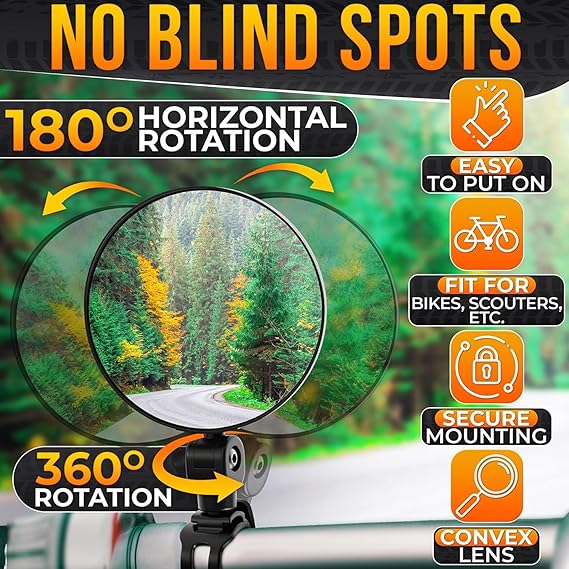 NO BLIND SPOTS
180° HORIZONTAL
ROTATION
EASY
TO PUT ON
FIT FOR
BIKES, SCOUTERS,
ETC.
SECURE
MOUNTING
360°
ROTATION
CONVEX
LENS